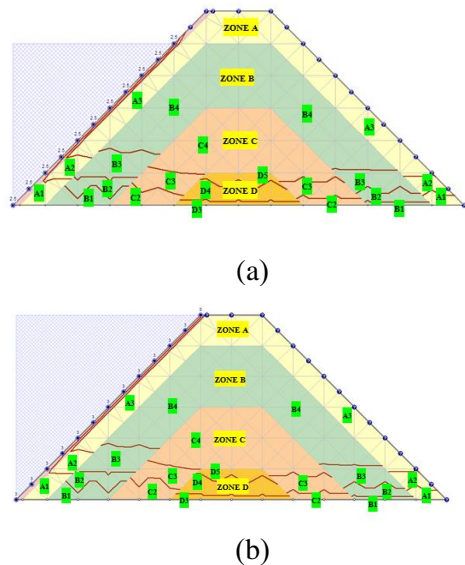 ZONE A
ZONE B
A3
B4
B4
A3
C4
ZONE C
B3
A2
D5
C3
C3
B3
A2
D4
ZONE D
A1
B2
B1
C2
D3
C2
B2
B1
A1
(a)
ZONE A
ZONE B
A3
B4
B4
A3
C4
ZONE C
A2
B3
D5
C3
B3
A2
B2
D4
C3
A1
B1
C2
D3
ZONE D
C2
B2
B1
A1
(b)